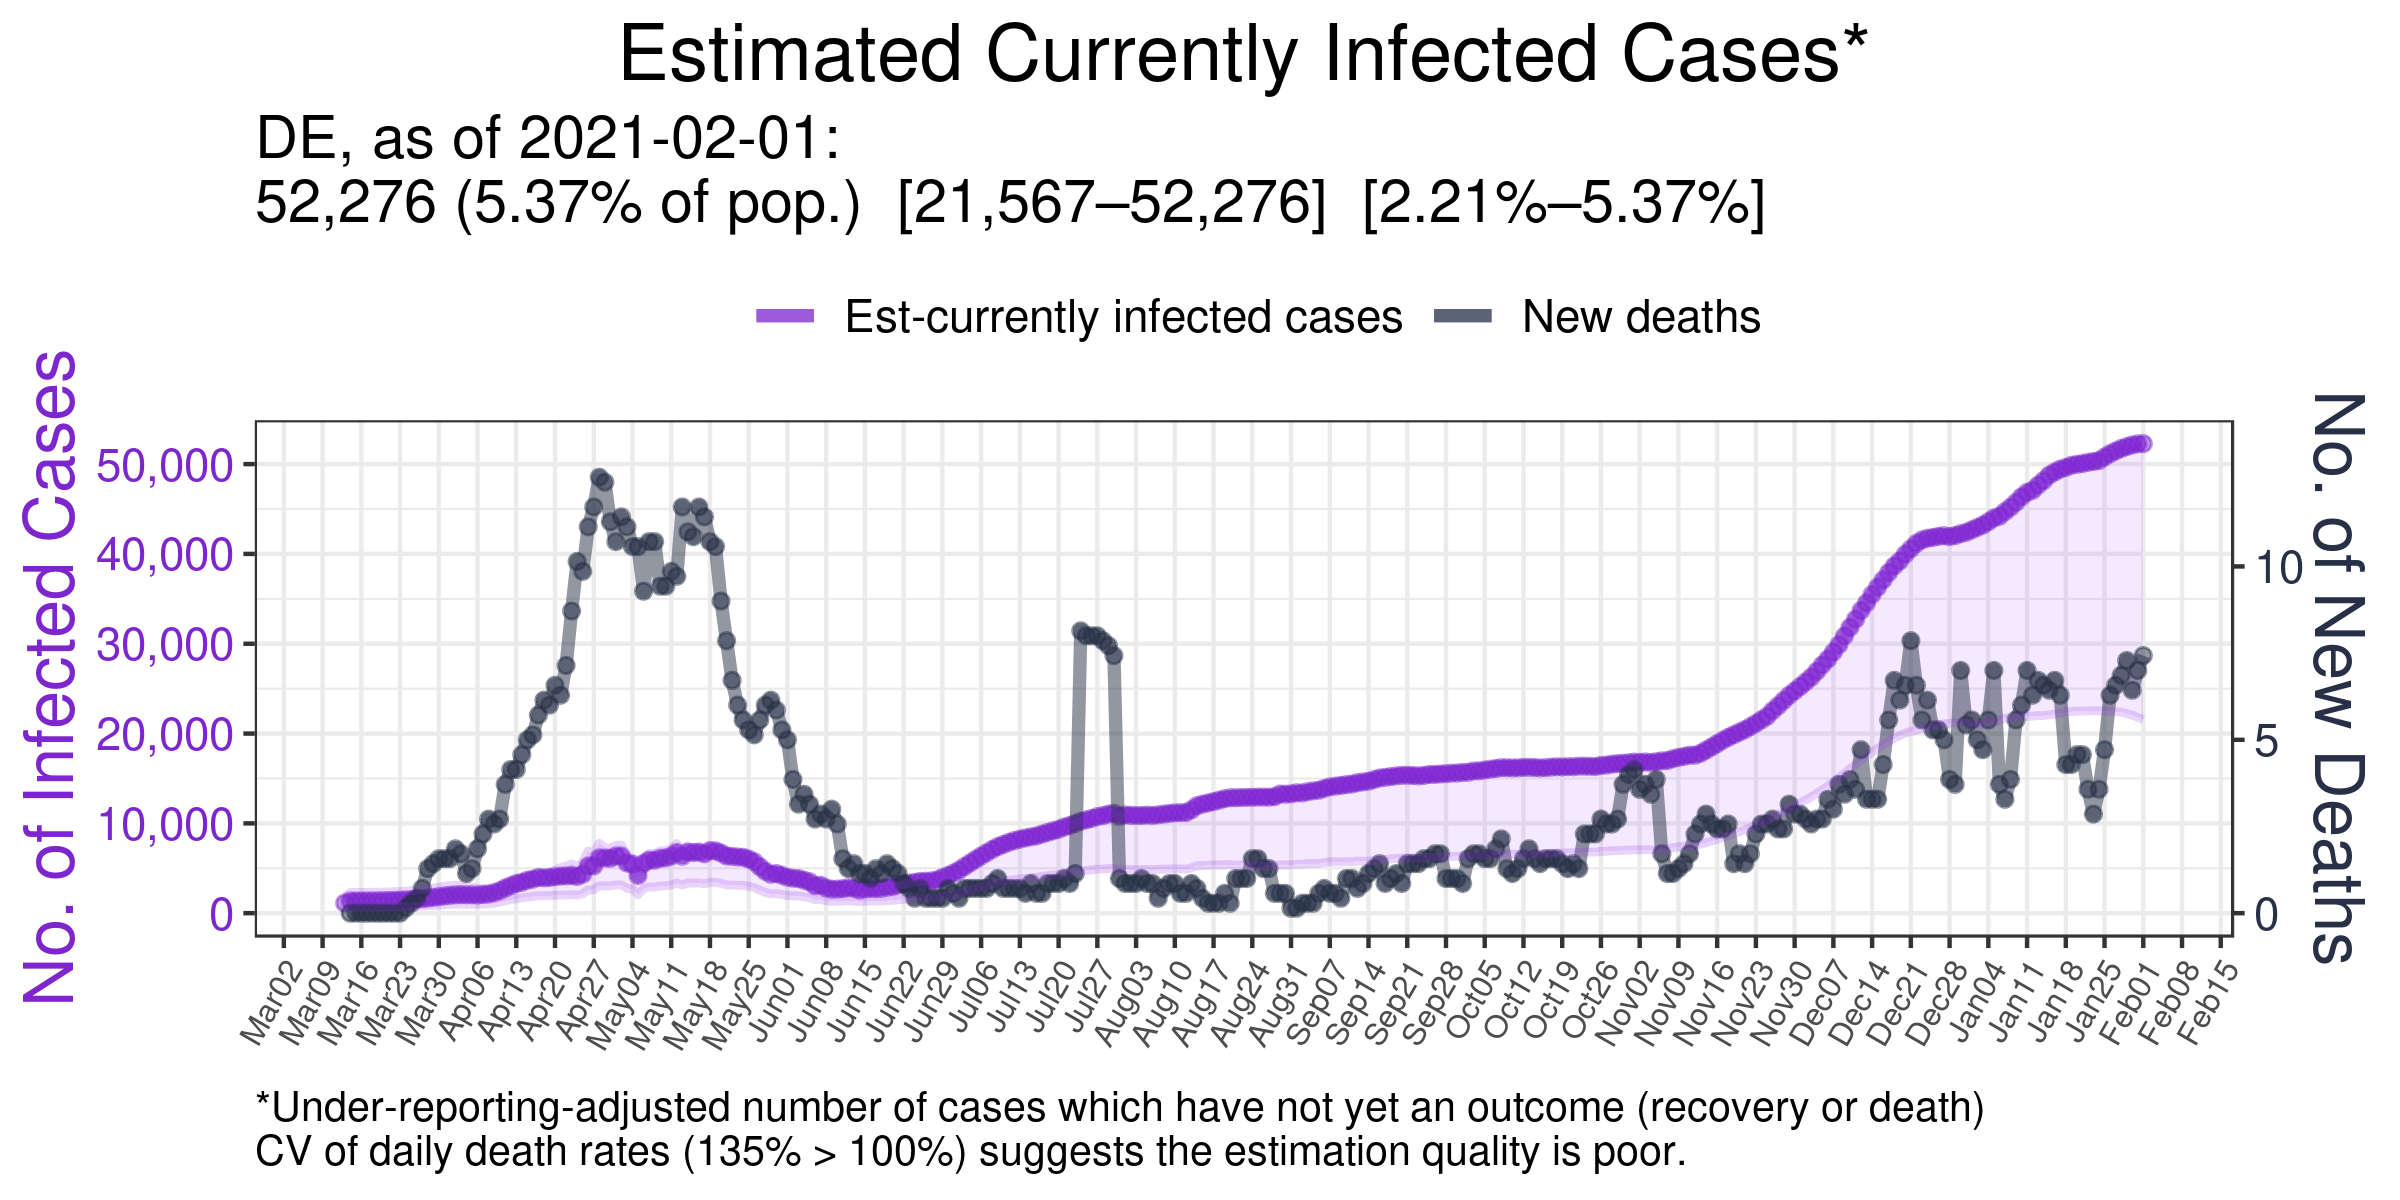 Estimated Currently Infected Cases*
DE, as of 2021-02-01:
52,276 (5.37% of pop.) [21,567–52,276] [2.21%–5.37%]
Est-currently infected cases
New deaths
No. of Infected Cases
50,000
40,000
30,000
20,000
10,000
0
10
5
0
No. of New Deaths
Mar02
Mar09
Mar16
Mar23
Mar30
Apr06
Apr13
Apr20
Apr27
May04
May11
May18
May25
Jun01
Jun08
Jun15
Jun22
Jun29
Jul06
Jul13
Jul20
Jul27
Aug03
Aug10
Aug17
Aug24
Aug31
Sep07
Sep14
Sep21
Sep28
Oct05
Oct12
Oct19
Oct26
Nov02
Nov09
Nov16
Nov23
Nov30
Dec07
Dec14
Dec21
Dec28
Jan04
Jan11
Jan18
Jan25
Feb01
Feb08
Feb15
*Under-reporting-adjusted number of cases which have not yet an outcome (recovery or death)
CV of daily death rates (135% > 100%) suggests the estimation quality is poor.